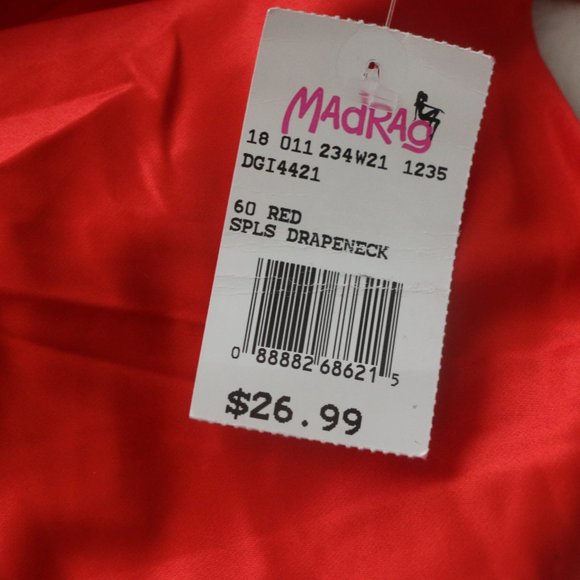 MADRAG
18 011 234W21 1235
DGI4421
60 RED
SPLS DRAPENECK
0 88882 68621 5
$26.99